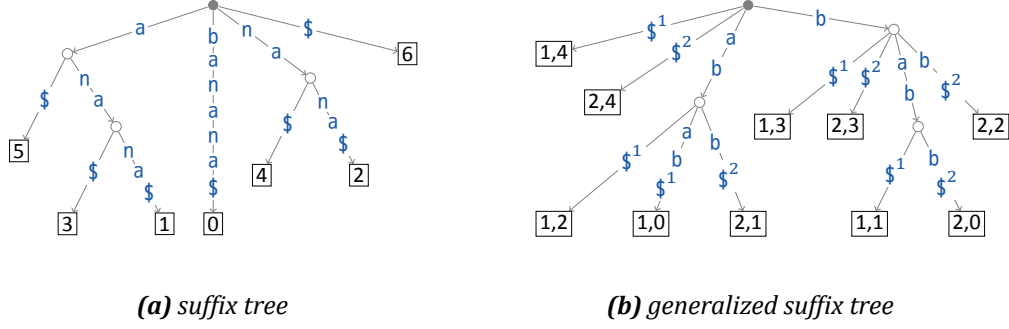 a b a n a n a $ n a $ 6
$ n a $ n a $
5 $ n a $ 4 2
3 1 0
(a) suffix tree
$¹ $² a b b
1,4 2,4 $¹ $² a b b $²
1,3 2,3 2,2
$¹ a b $¹ b $² $¹ b $²
1,2 1,0 2,1 1,1 2,0
(b) generalized suffix tree